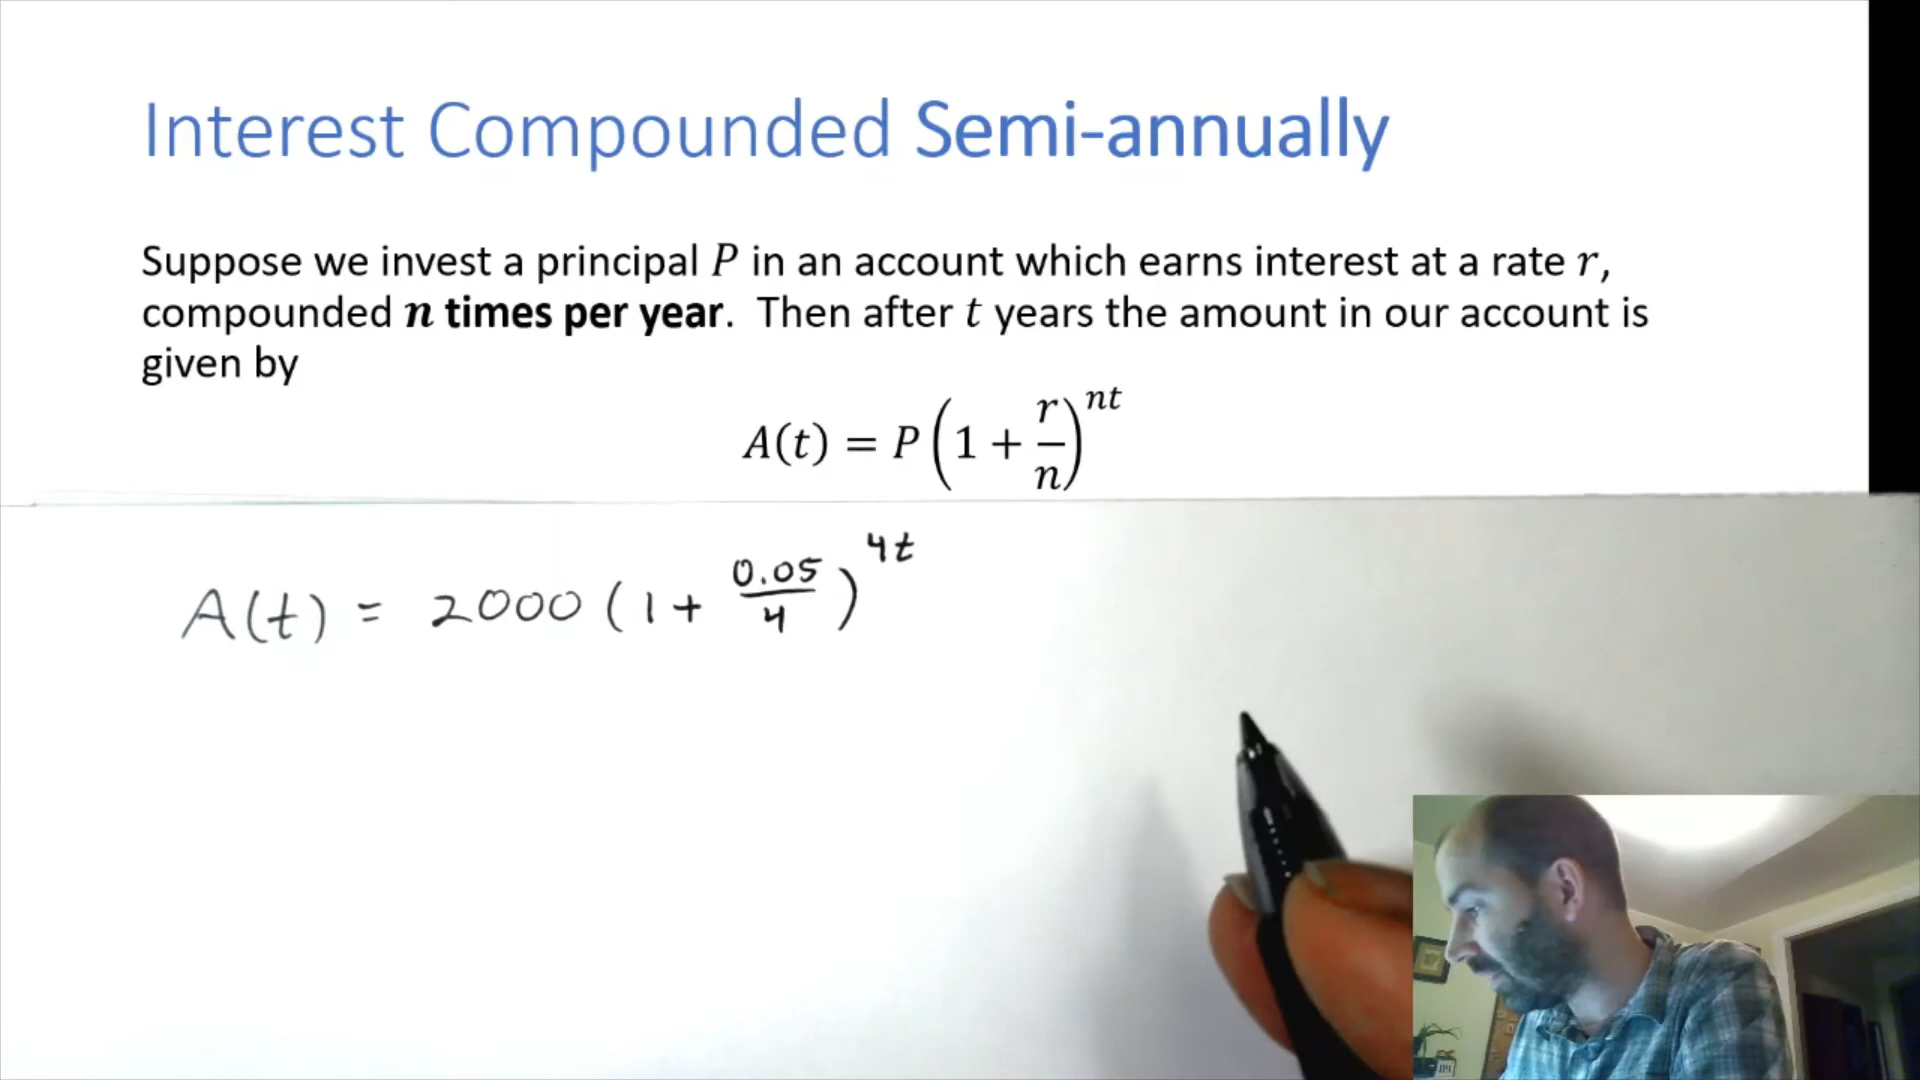 Interest Compounded Semi-annually
Suppose we invest a principal P in an account which earns interest at a rate r,
compounded n times per year. Then after t years the amount in our account is
given by
A(t) = P(1 + r/n)^nt
A(t) = 2000 (1 + 0.05/4)^4t